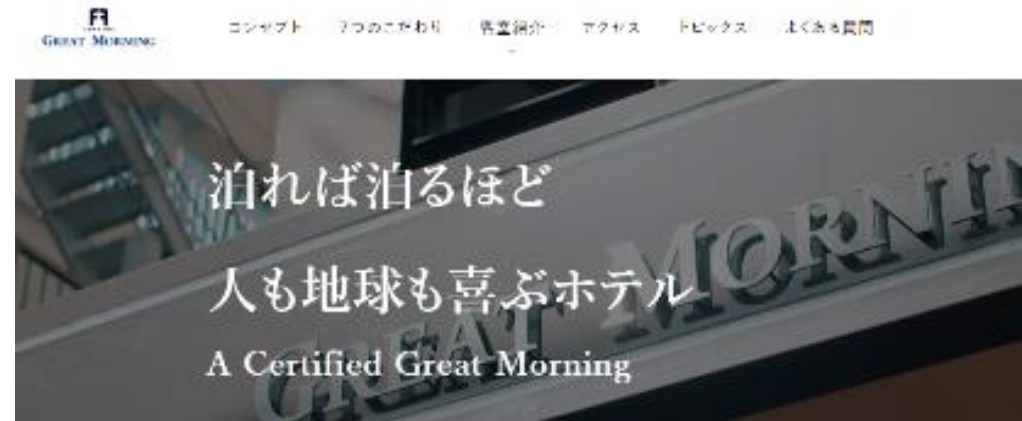 GREAT MORNING
コンセプト 7つのこだわり 客室紹介 アクセス トピックス よくある質問
泊れば泊るほど
人も地球も喜ぶホテル
A Certified Great Morning
GREAT MORNIN